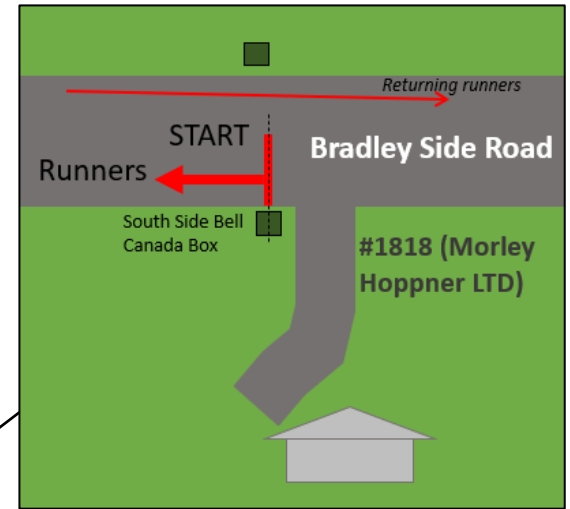 Returning runners
START
Bradley Side Road
Runners
South Side Bell
Canada Box
#1818 (Morley
Hoppner LTD)